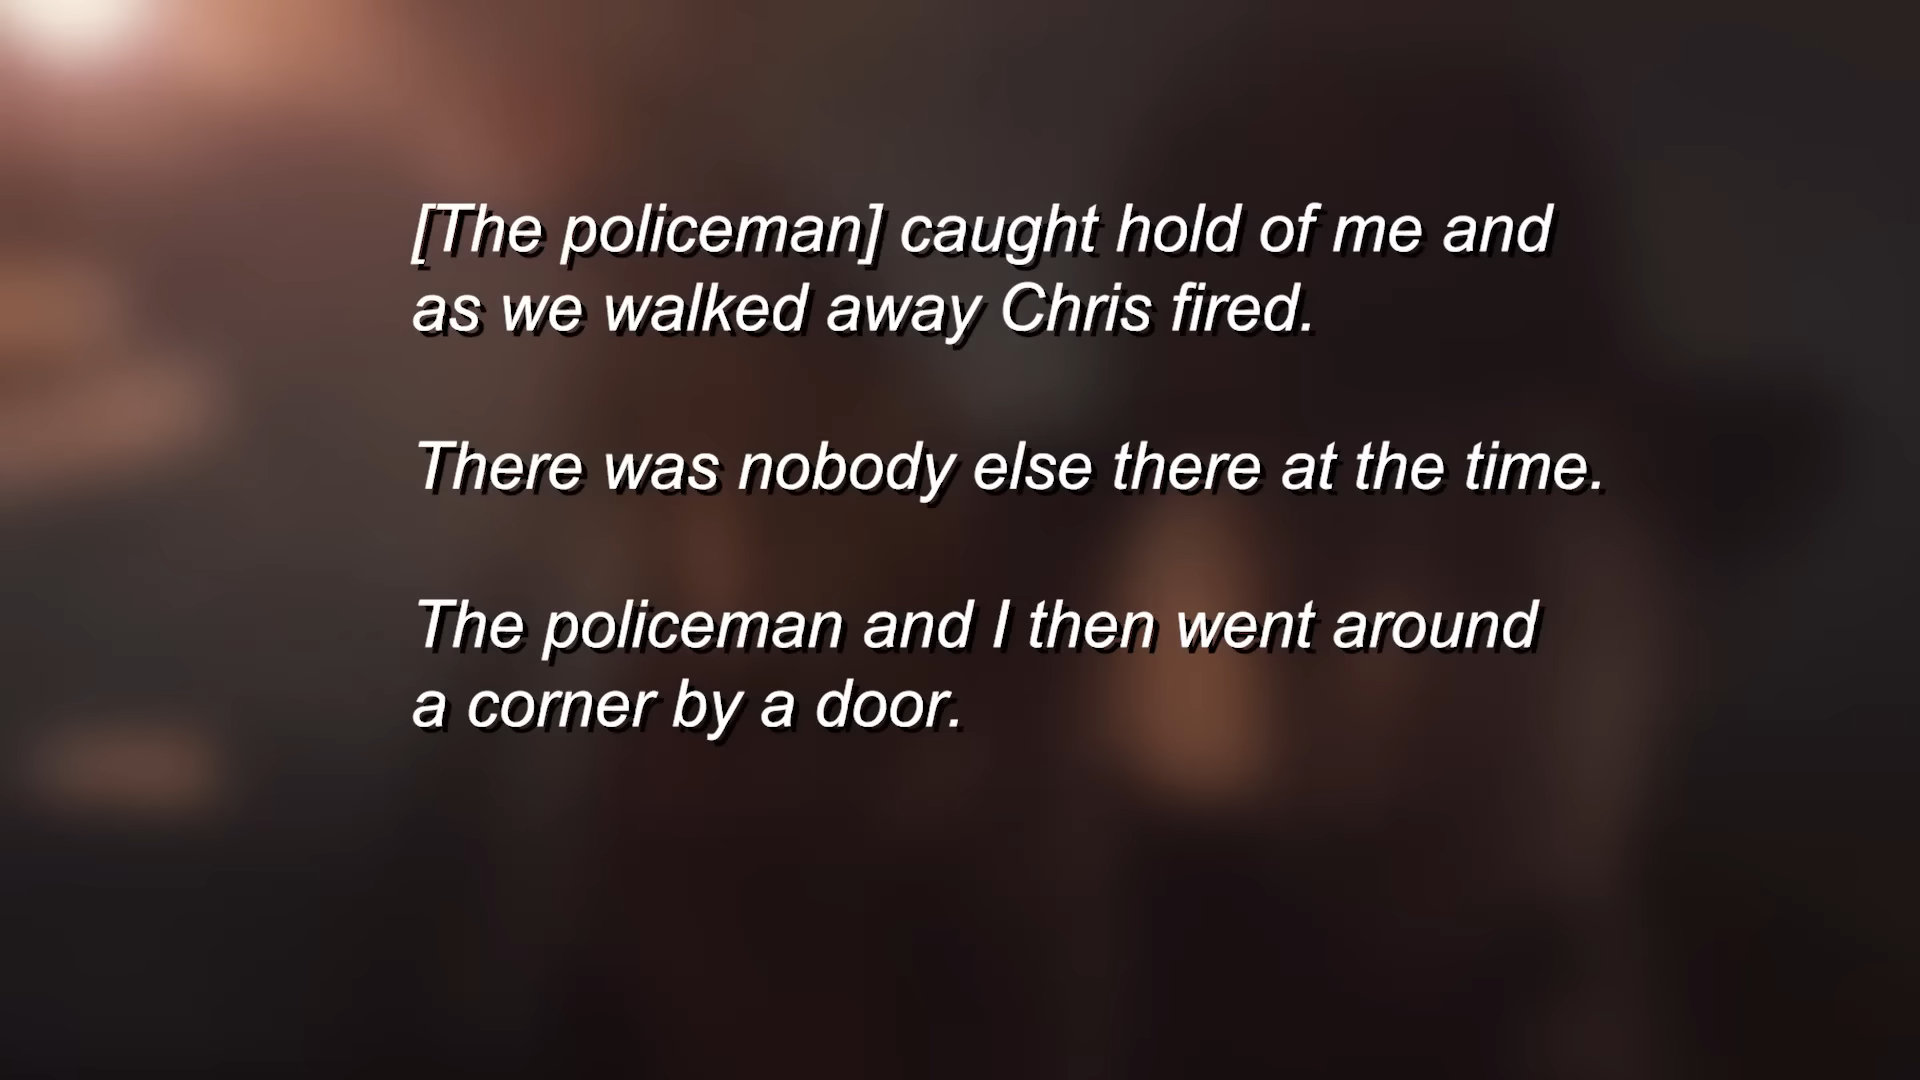 [The policeman] caught hold of me and
as we walked away Chris fired.
There was nobody else there at the time.
The policeman and I then went around
a corner by a door.